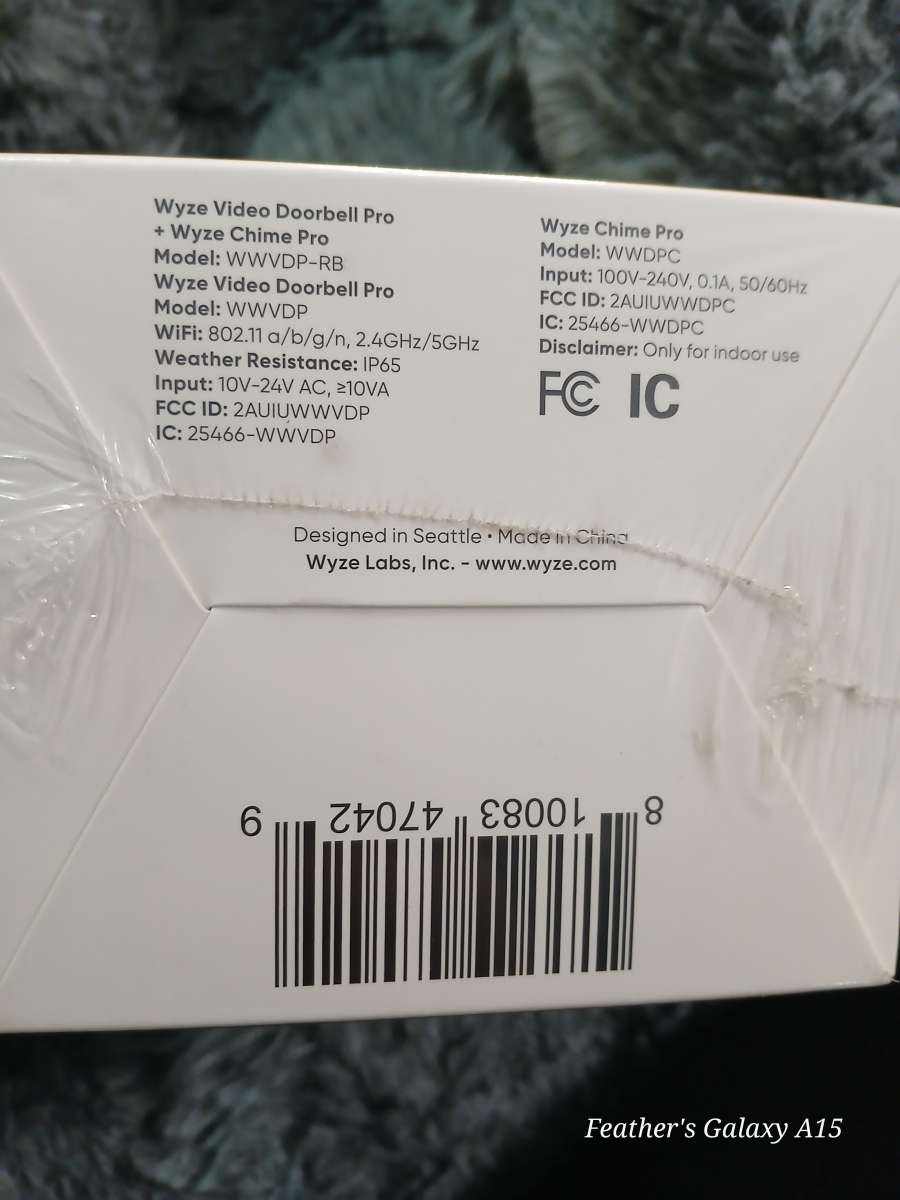 Wyze Video Doorbell Pro
+ Wyze Chime Pro
Model: WWVDP-RB
Wyze Video Doorbell Pro
Model: WWVDP
WiFi: 802.11 a/b/g/n, 2.4GHz/5GHz
Weather Resistance: IP65
Input: 10V-24V AC, ≥10VA
FCC ID: 2AUIUWWVDP
IC: 25466-WWVDP
Wyze Chime Pro
Model: WWDPC
Input: 100V-240V, 0.1A, 50/60Hz
FCC ID: 2AUIUWWDPC
IC: 25466-WWDPC
Disclaimer: Only for indoor use
FC IC
Designed in Seattle • Made in China
Wyze Labs, Inc. - www.wyze.com
8 10083 47042 9
Feather's Galaxy A15